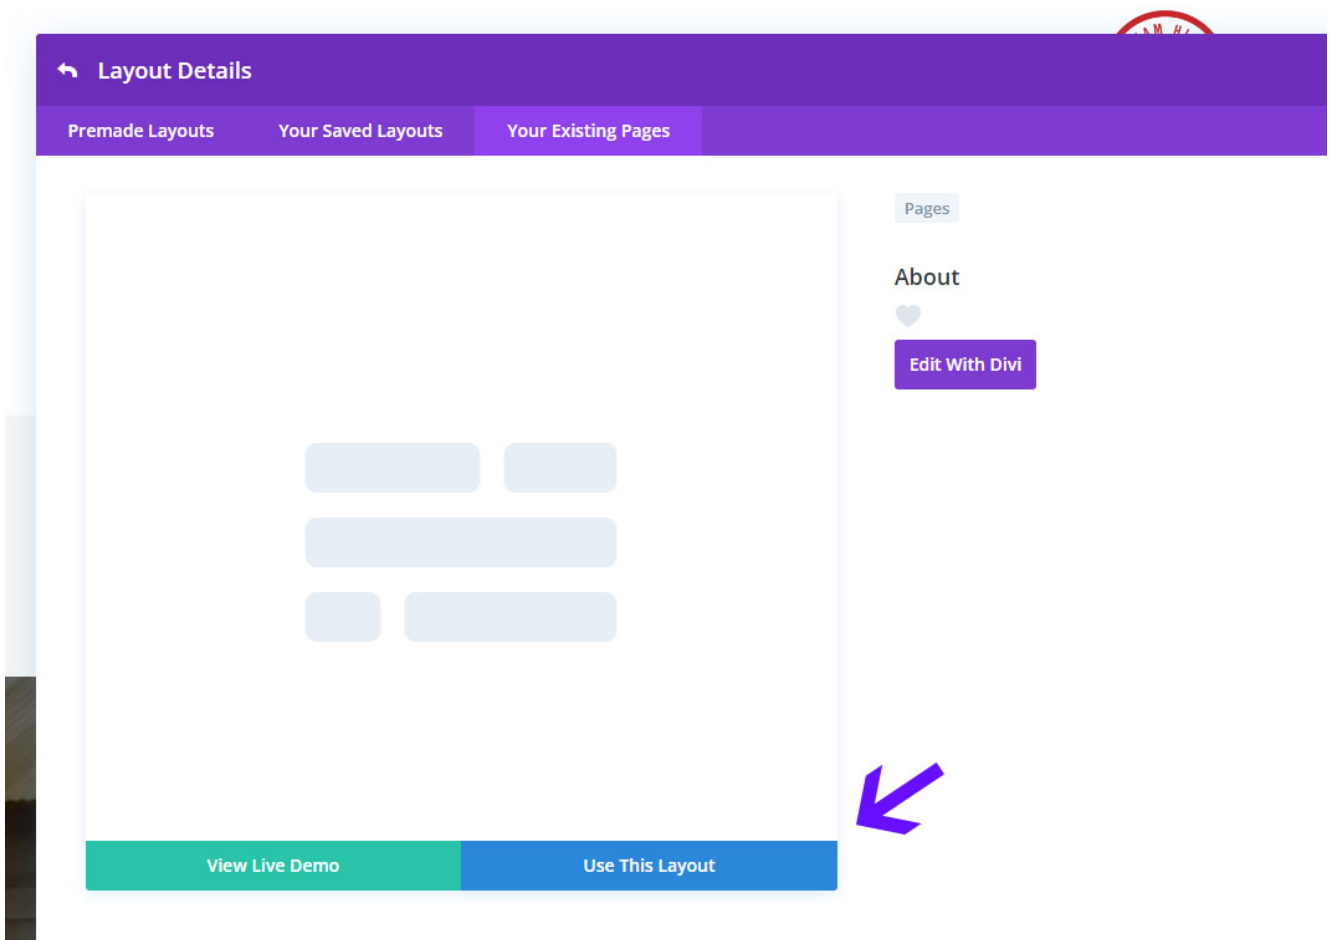 Layout Details
Premade Layouts
Your Saved Layouts
Your Existing Pages
Pages
About
Edit With Divi
View Live Demo
Use This Layout